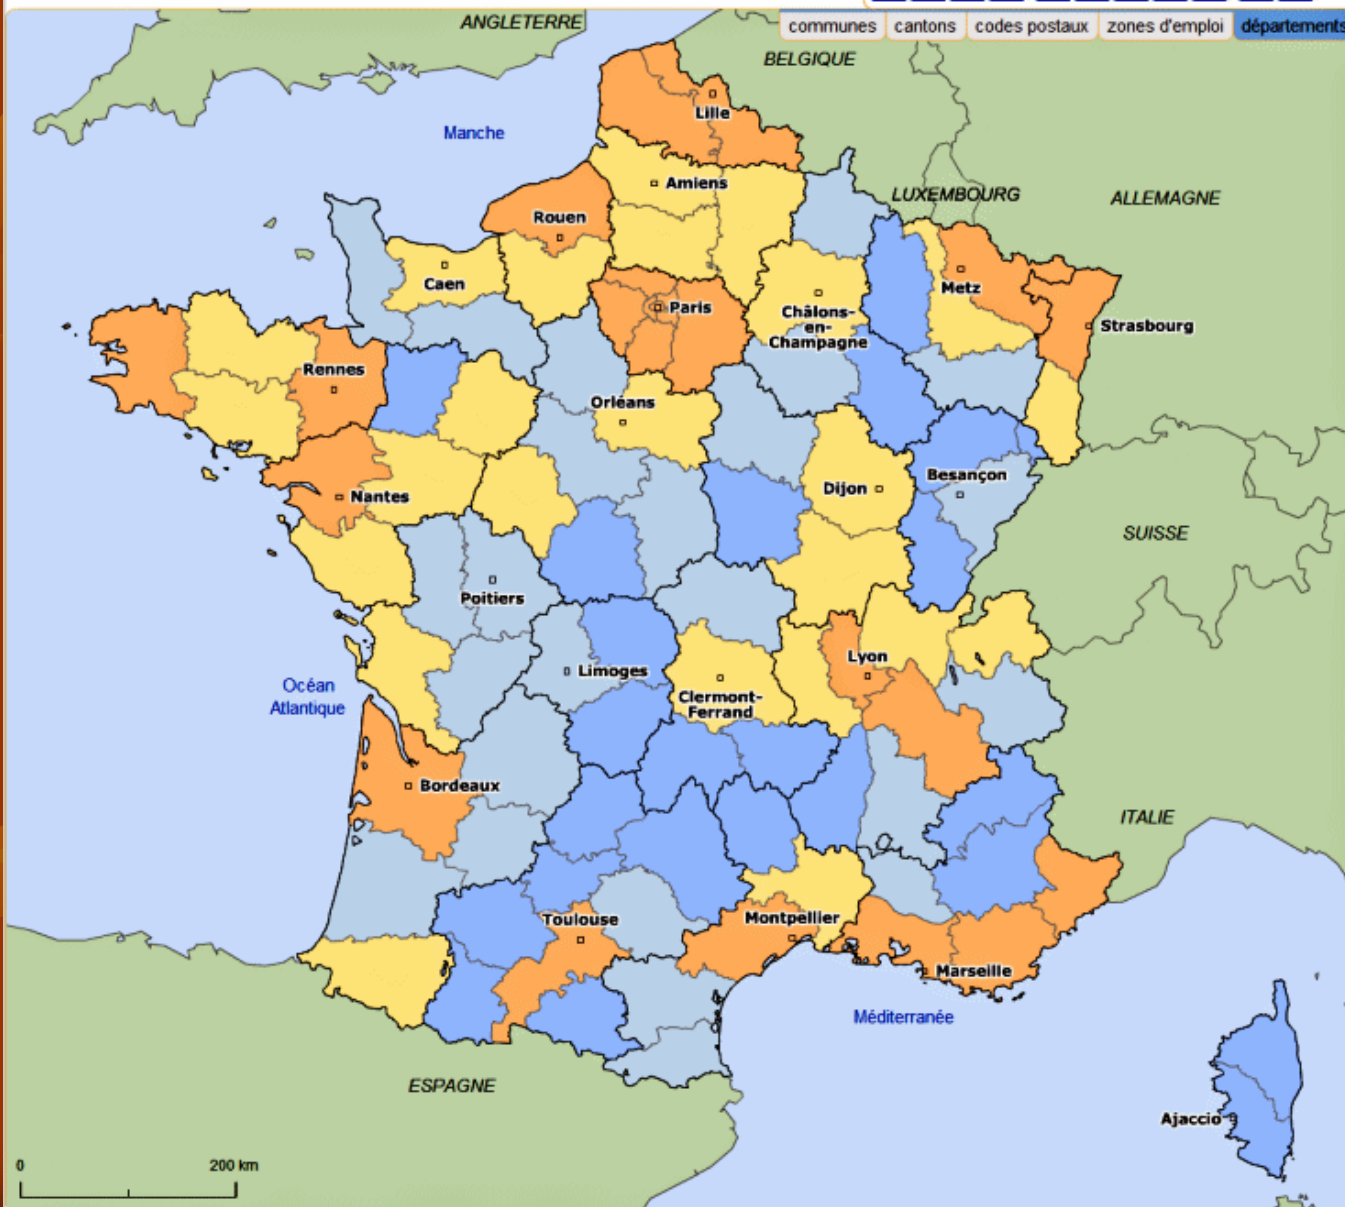 communes
cantons
codes postaux
zones d'emploi
départements
ANGLETERRE
BELGIQUE
Manche
Lille
LUXEMBOURG
ALLEMAGNE
Amiens
Rouen
Caen
Metz
Paris
Châlons-
en-
Champagne
Strasbourg
Rennes
Orléans
Besançon
Nantes
Dijon
SUISSE
Poitiers
Lyon
Limoges
Océan
Atlantique
Clermont-
Ferrand
Bordeaux
ITALIE
Toulouse
Montpellier
Marseille
Méditerranée
ESPAGNE
Ajaccio
0
200 km